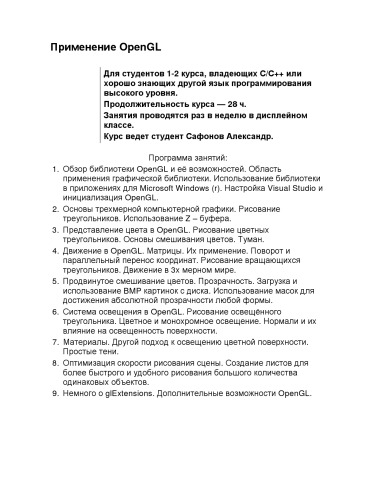 Применение OpenGL
Для студентов 1-2 курса, владеющих C/C++ или
хорошо знающих другой язык программирования
высокого уровня.
Продолжительность курса — 28 ч.
Занятия проводятся раз в неделю в дисплейном
классе.
Курс ведет студент Сафонов Александр.
Программа занятий:
1. Обзор библиотеки OpenGL и её возможностей. Область
применения графической библиотеки. Использование библиотеки
в приложениях для Microsoft Windows (r). Настройка Visual Studio и
инициализация OpenGL.
2. Основы трехмерной компьютерной графики. Рисование
треугольников. Использование Z – буфера.
3. Представление цвета в OpenGL. Рисование цветных
треугольников. Основы смешивания цветов. Туман.
4. Движение в OpenGL. Матрицы. Их применение. Поворот и
параллельный перенос координат. Рисование вращающихся
треугольников. Движение в 3х мерном мире.
5. Продвинутое смешивание цветов. Прозрачность. Загрузка и
использование BMP картинок с диска. Использование масок для
достижения абсолютной прозрачности любой формы.
6. Система освещения в OpenGL. Рисование освещённого
треугольника. Цветное и монохромное освещение. Нормали и их
влияние на освещенность поверхности.
7. Материалы. Другой подход к освещению цветной поверхности.
Простые тени.
8. Оптимизация скорости рисования сцены. Создание листов для
более быстрого и удобного рисования большого количества
одинаковых объектов.
9. Немного о glExtensions. Дополнительные возможности OpenGL.